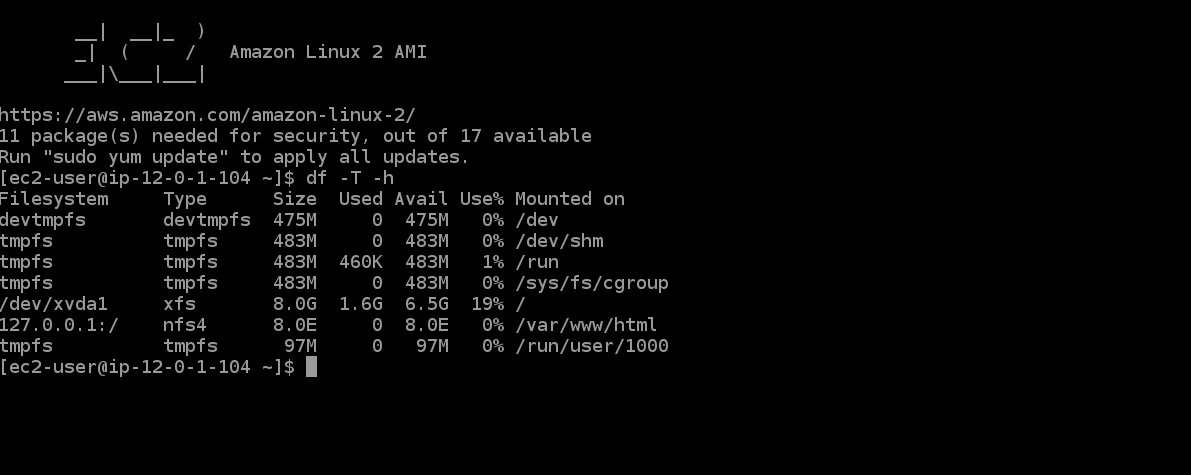 __|  __|_  )
       _|  (     /   Amazon Linux 2 AMI
      ___|\___|___|
https://aws.amazon.com/amazon-linux-2/
11 package(s) needed for security, out of 17 available
Run "sudo yum update" to apply all updates.
[ec2-user@ip-12-0-1-104 ~]$ df -T -h
Filesystem     Type      Size  Used Avail Use% Mounted on
devtmpfs       devtmpfs  475M     0  475M   0% /dev
tmpfs          tmpfs     483M     0  483M   0% /dev/shm
tmpfs          tmpfs     483M  460K  483M   1% /run
tmpfs          tmpfs     483M     0  483M   0% /sys/fs/cgroup
/dev/xvda1     xfs       8.0G  1.6G  6.5G  19% /
127.0.0.1:/    nfs4      8.0E     0  8.0E   0% /var/www/html
tmpfs          tmpfs      97M     0   97M   0% /run/user/1000
[ec2-user@ip-12-0-1-104 ~]$